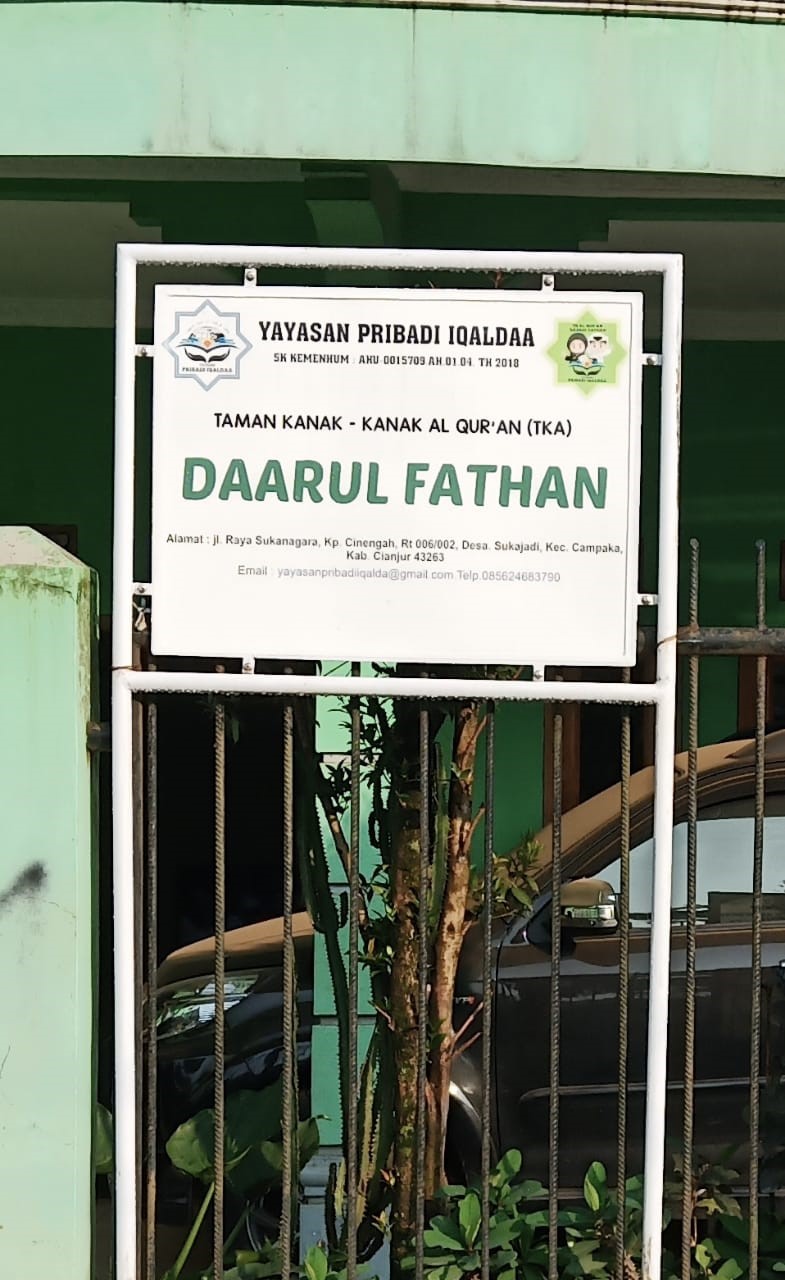 YAYASAN PRIBADI IQALDAA
SK KEMENHUM : AHU-0015709.AH.01.04. TH 2018
PRIBADI IQALDAA
TAMAN KANAK - KANAK AL QUR'AN (TKA)
DAARUL FATHAN
Alamat : jl. Raya Sukanagara, Kp. Cinengah, Rt 006/002, Desa. Sukajadi, Kec. Campaka,
Kab. Cianjur 43263
Email : yayasanpribadiiqalda@gmail.com Telp.085624683790